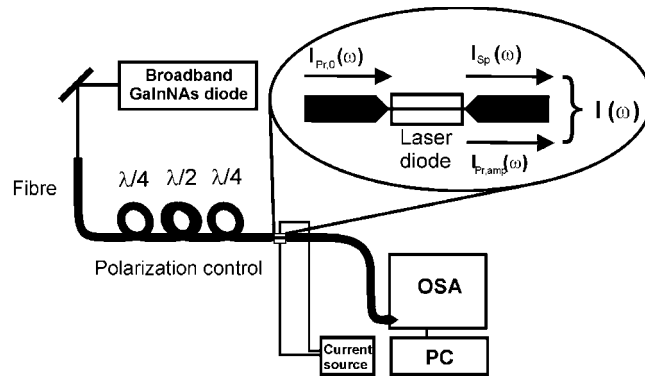 Broadband
GaInNAs diode
I_Pr,0(ω)
I_Sp(ω)
I(ω)
Laser
diode
I_Pr,amp(ω)
Fibre
λ/4 λ/2 λ/4
Polarization control
OSA
PC
Current
source